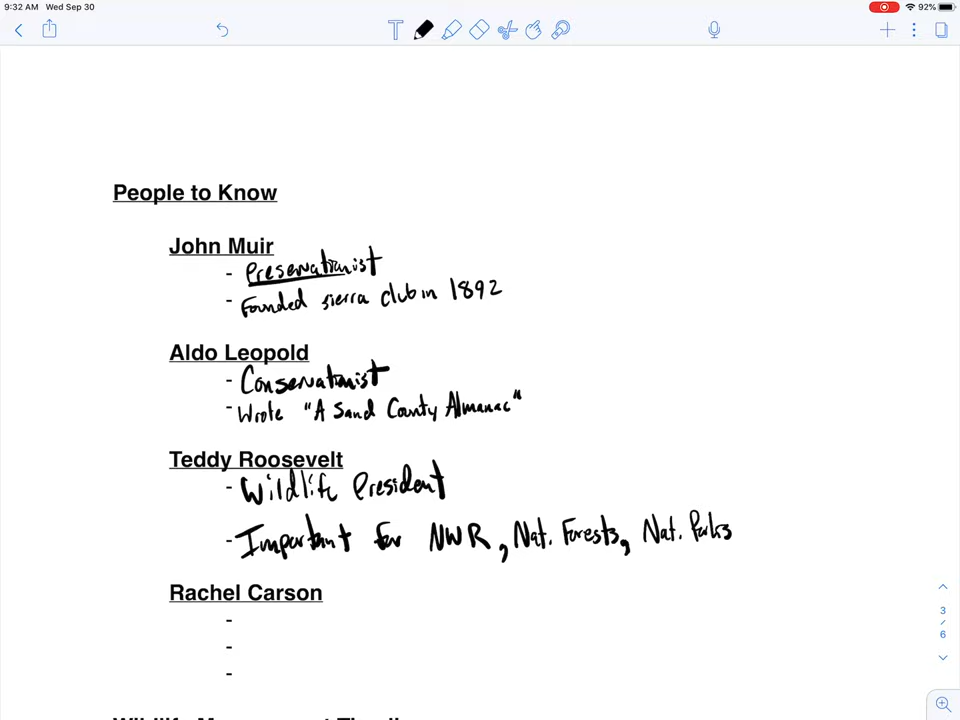 9:32 AM Wed Sep 30
92%
People to Know
John Muir
- Preservationist
- Founded sierra club in 1892
Aldo Leopold
- Conservationist
- Wrote "A Sand County Almanac"
Teddy Roosevelt
- Wildlife President
- Important for NWR, Nat. Forests, Nat. Parks
Rachel Carson
-
-
-
3
/
6